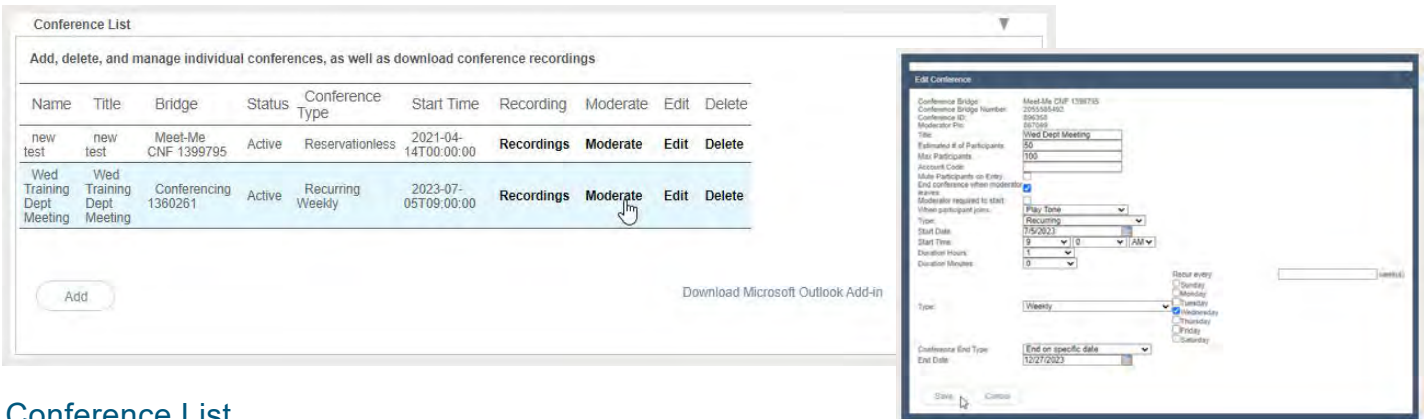 Conference List
Add, delete, and manage individual conferences, as well as download conference recordings
Name Title Bridge Status Conference Type Start Time Recording Moderate Edit Delete
new test new test Meet-Me CNF 1399795 Active Reservationless 2021-04-14T00:00:00 Recordings Moderate Edit Delete
Wed Training Dept Meeting Wed Training Dept Meeting Conferencing 1360261 Active Recurring Weekly 2023-07-05T09:00:00 Recordings Moderate Edit Delete
Add
Download Microsoft Outlook Add-in
Edit Conference
Conference Bridge: Meet-Me CNF 1399795
Conference Bridge Number:
Conference ID:
Moderator Pin:
Title: Wed Dept Meeting
Estimated # of Participants: 50
Max Participants: 100
Account Code:
Mute Participants on Entry:
End conference when moderator leaves:
Moderator required to start:
When participant joins: Play Tone
Type: Recurring
Start Date: 7/5/2023
Start Time: 9 0 AM
Duration Hours: 1
Duration Minutes: 0
Recur every week(s)
Sunday
Monday
Tuesday
Type: Weekly
Wednesday
Thursday
Friday
Saturday
Conference End Type: End on specific date
End Date: 12/27/2023
Save Cancel
Conference List